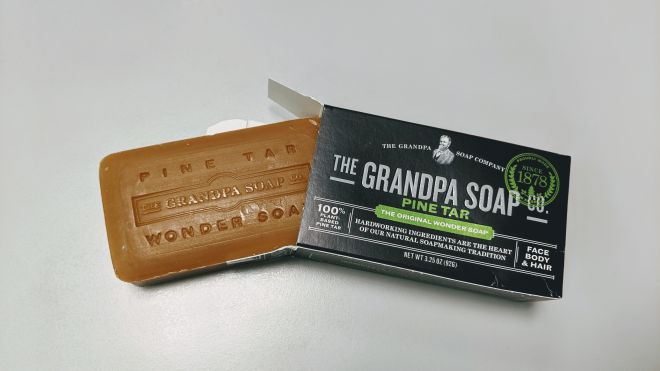 PINE TAR
THE GRANDPA SOAP CO.
WONDER SOAP
THE GRANDPA SOAP COMPANY
THE GRANDPA SOAP CO.
PROUDLY MADE
SINCE
1878
PINE TAR
THE ORIGINAL WONDER SOAP
100%
PLANT-
BASED
PINE TAR
HARDWORKING INGREDIENTS ARE THE HEART
OF OUR NATURAL SOAPMAKING TRADITION
FACE
BODY
& HAIR
NET WT 3.25 OZ (92G)